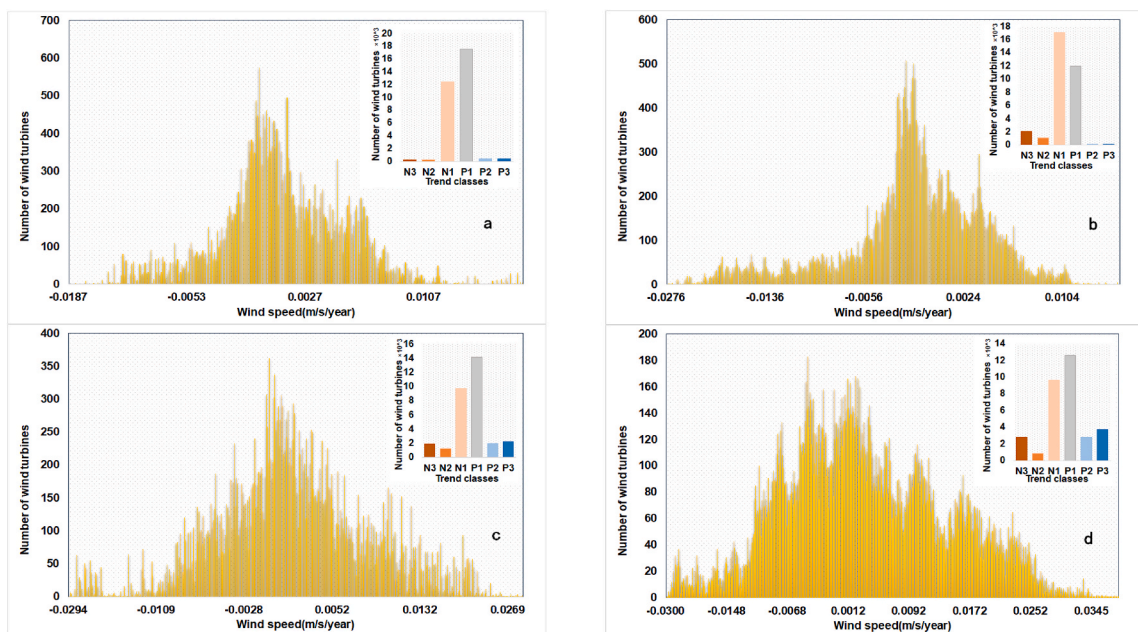 700
600
500
400
300
200
100
0
Number of wind turbines
-0.0187 -0.0053 0.0027 0.0107
Wind speed(m/s/year)
a
Number of wind turbines ×10^3
20
18
16
14
12
10
8
6
4
2
0
N3 N2 N1 P1 P2 P3
Trend classes
600
500
400
300
200
100
0
Number of wind turbines
-0.0276 -0.0136 -0.0056 0.0024 0.0104
Wind speed(m/s/year)
b
Number of wind turbines ×10^3
18
16
14
12
10
8
6
4
2
0
N3 N2 N1 P1 P2 P3
Trend classes
400
350
300
250
200
150
100
50
0
Number of wind turbines
-0.0294 -0.0109 -0.0028 0.0052 0.0132 0.0269
Wind speed(m/s/year)
c
Number of wind turbines ×10^3
16
14
12
10
8
6
4
2
0
N3 N2 N1 P1 P2 P3
Trend classes
200
180
160
140
120
100
80
60
40
20
0
Number of wind turbines
-0.0300 -0.0148 -0.0068 0.0012 0.0092 0.0172 0.0252 0.0345
Wind speed(m/s/year)
d
Number of wind turbines ×10^3
14
12
10
8
6
4
2
0
N3 N2 N1 P1 P2 P3
Trend classes